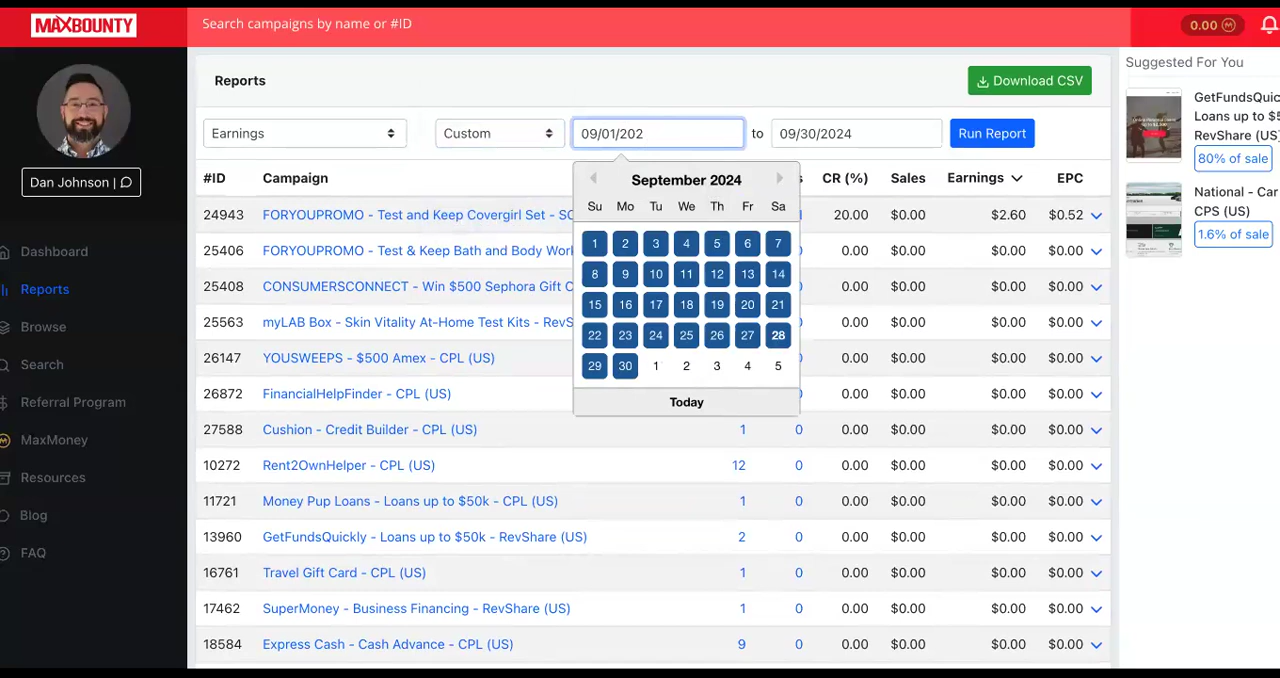 MAXBOUNTY
Search campaigns by name or #ID
0.00
Dan Johnson |
Dashboard
Reports
Browse
Search
Referral Program
MaxMoney
Resources
Blog
FAQ
Reports
Download CSV
Earnings
Custom
09/01/202
to
09/30/2024
Run Report
#ID Campaign CR (%) Sales Earnings EPC
24943 FORYOUPROMO - Test and Keep Covergirl Set - 20.00 $0.00 $2.60 $0.52
25406 FORYOUPROMO - Test & Keep Bath and Body 0.00 $0.00 $0.00 $0.00
25408 CONSUMERSCONNECT - Win $500 Sephora Gift 0.00 $0.00 $0.00 $0.00
25563 myLAB Box - Skin Vitality At-Home Test Kits - RevS 0.00 $0.00 $0.00 $0.00
26147 YOUSWEEPS - $500 Amex - CPL (US) 0.00 $0.00 $0.00 $0.00
26872 FinancialHelpFinder - CPL (US) 0.00 $0.00 $0.00 $0.00
27588 Cushion - Credit Builder - CPL (US) 1 0 0.00 $0.00 $0.00 $0.00
10272 Rent2OwnHelper - CPL (US) 12 0 0.00 $0.00 $0.00 $0.00
11721 Money Pup Loans - Loans up to $50k - CPL (US) 1 0 0.00 $0.00 $0.00 $0.00
13960 GetFundsQuickly - Loans up to $50k - RevShare (US) 2 0 0.00 $0.00 $0.00 $0.00
16761 Travel Gift Card - CPL (US) 1 0 0.00 $0.00 $0.00 $0.00
17462 SuperMoney - Business Financing - RevShare (US) 1 0 0.00 $0.00 $0.00 $0.00
18584 Express Cash - Cash Advance - CPL (US) 9 0 0.00 $0.00 $0.00 $0.00
September 2024
Su Mo Tu We Th Fr Sa
1 2 3 4 5 6 7
8 9 10 11 12 13 14
15 16 17 18 19 20 21
22 23 24 25 26 27 28
29 30 1 2 3 4 5
Today
Suggested For You
GetFundsQuic
Loans up to $5
RevShare (US)
80% of sale
National - Car
CPS (US)
1.6% of sale